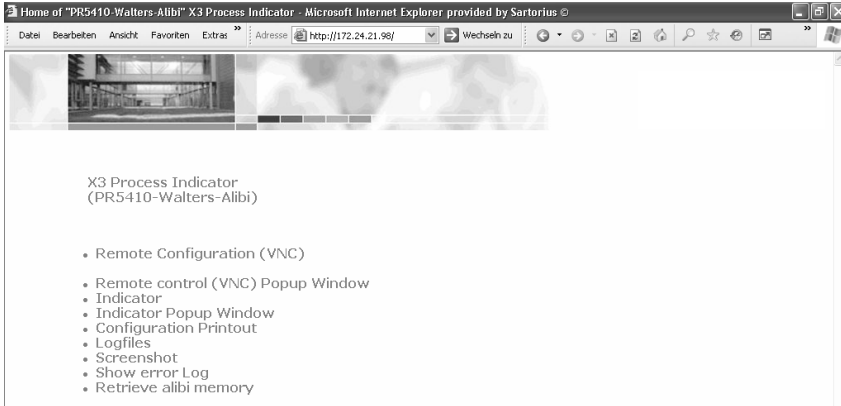 Home of "PR5410-Walters-Alibi" X3 Process Indicator - Microsoft Internet Explorer provided by Sartorius ©
Datei Bearbeiten Ansicht Favoriten Extras » Adresse http://172.24.21.98/ Wechseln zu »
X3 Process Indicator
(PR5410-Walters-Alibi)
• Remote Configuration (VNC)
• Remote control (VNC) Popup Window
• Indicator
• Indicator Popup Window
• Configuration Printout
• Logfiles
• Screenshot
• Show error Log
• Retrieve alibi memory